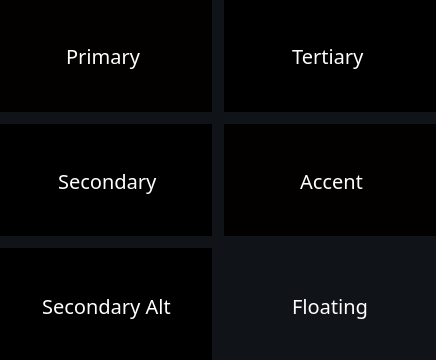 Primary
Tertiary
Secondary
Accent
Secondary Alt
Floating